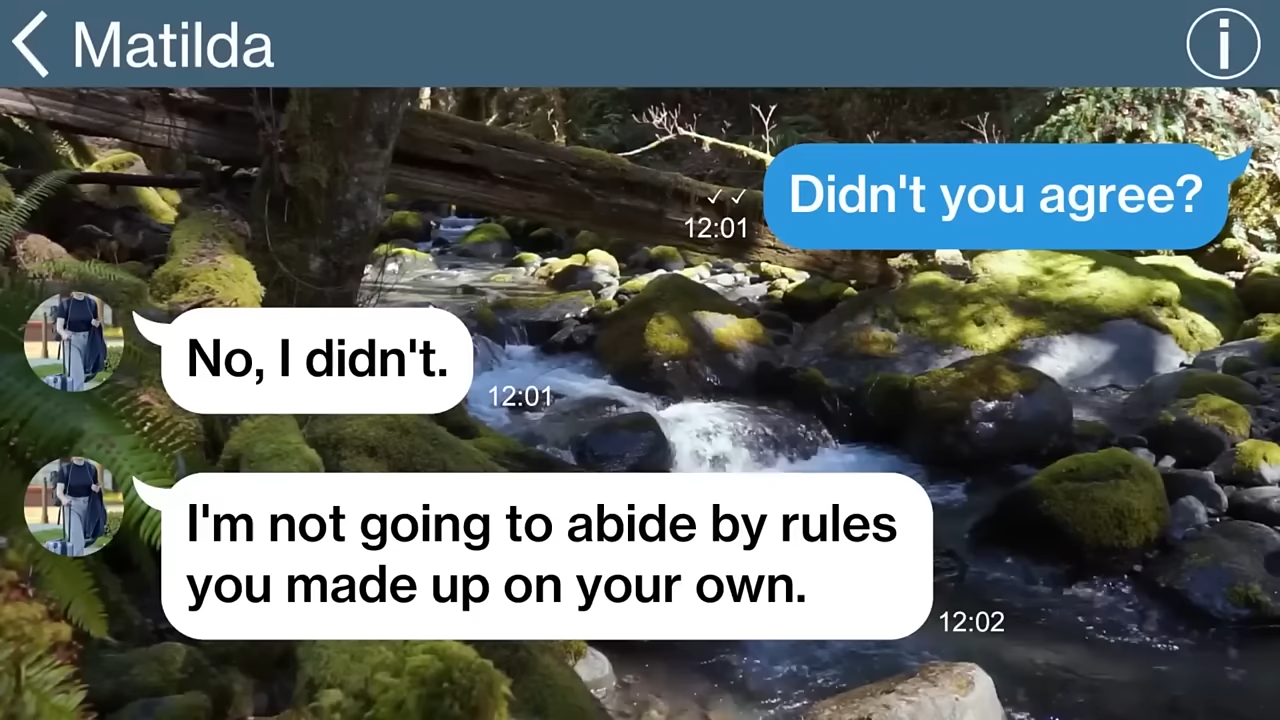 Matilda
i
Didn't you agree?
✓✓
12:01
No, I didn't.
12:01
I'm not going to abide by rules
you made up on your own.
12:02